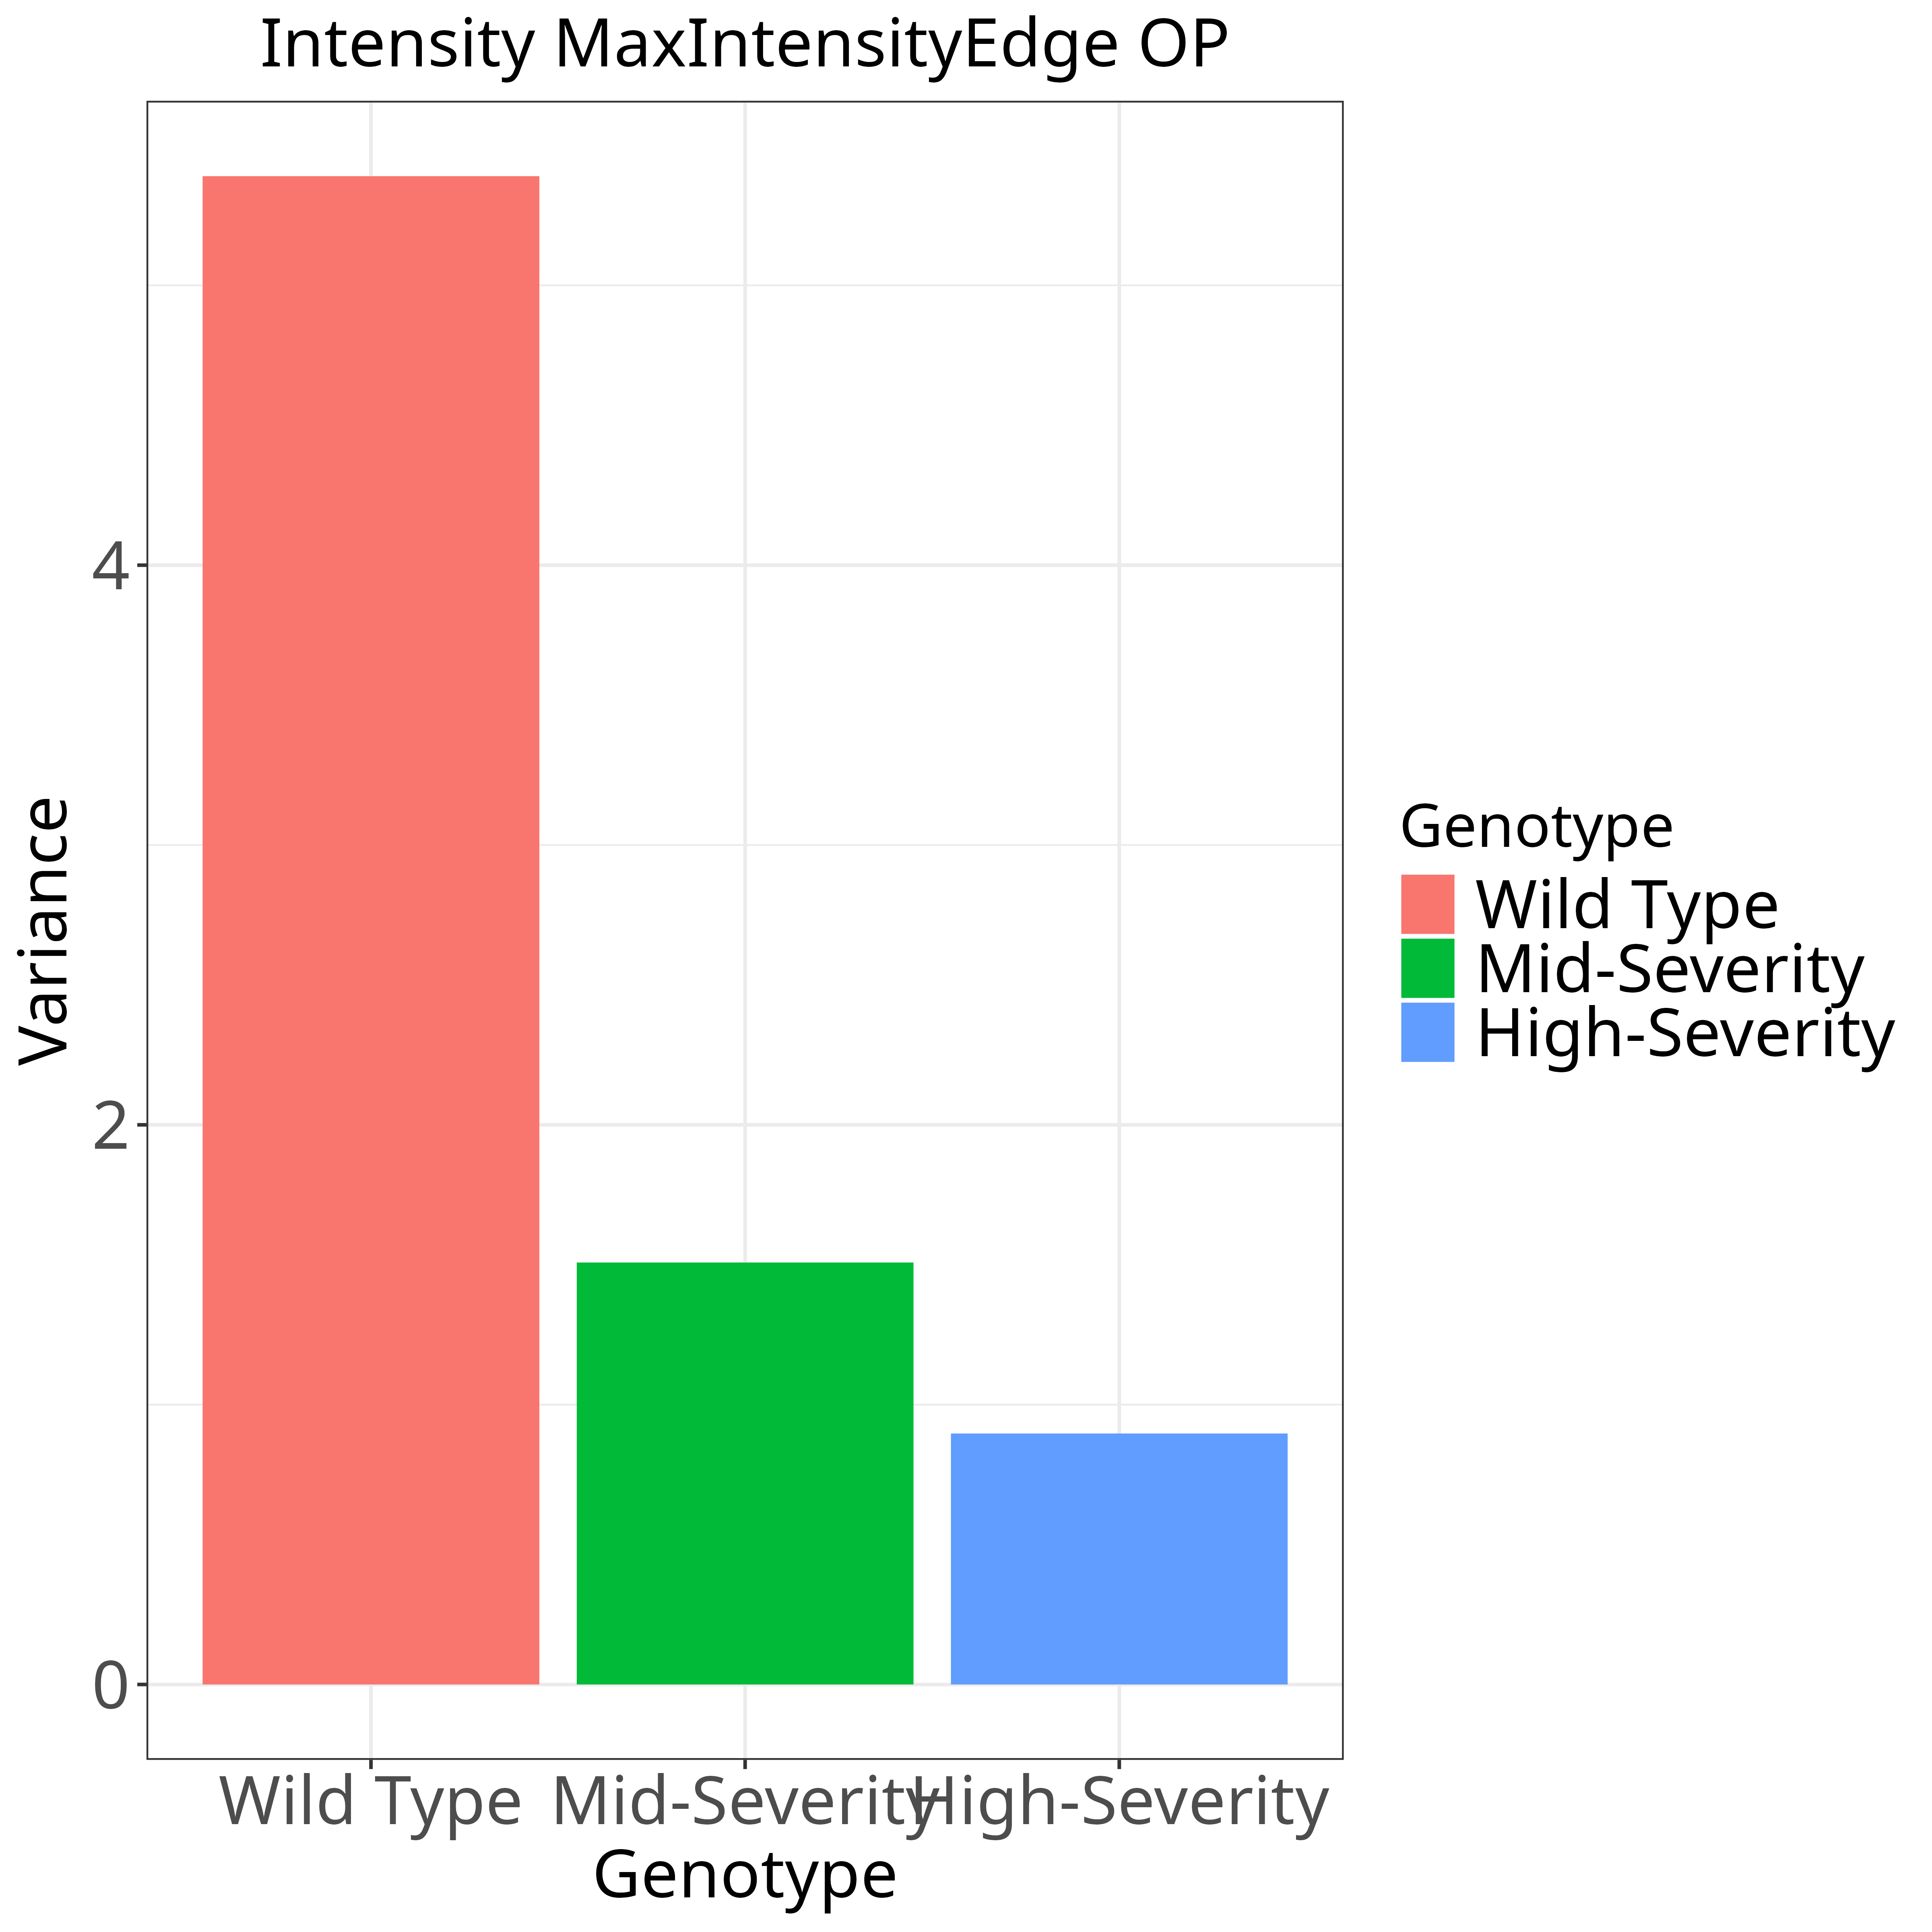 Intensity MaxIntensityEdge OP
Variance
4
2
0
Wild Type Mid-Severity High-Severity
Genotype
Genotype
Wild Type
Mid-Severity
High-Severity